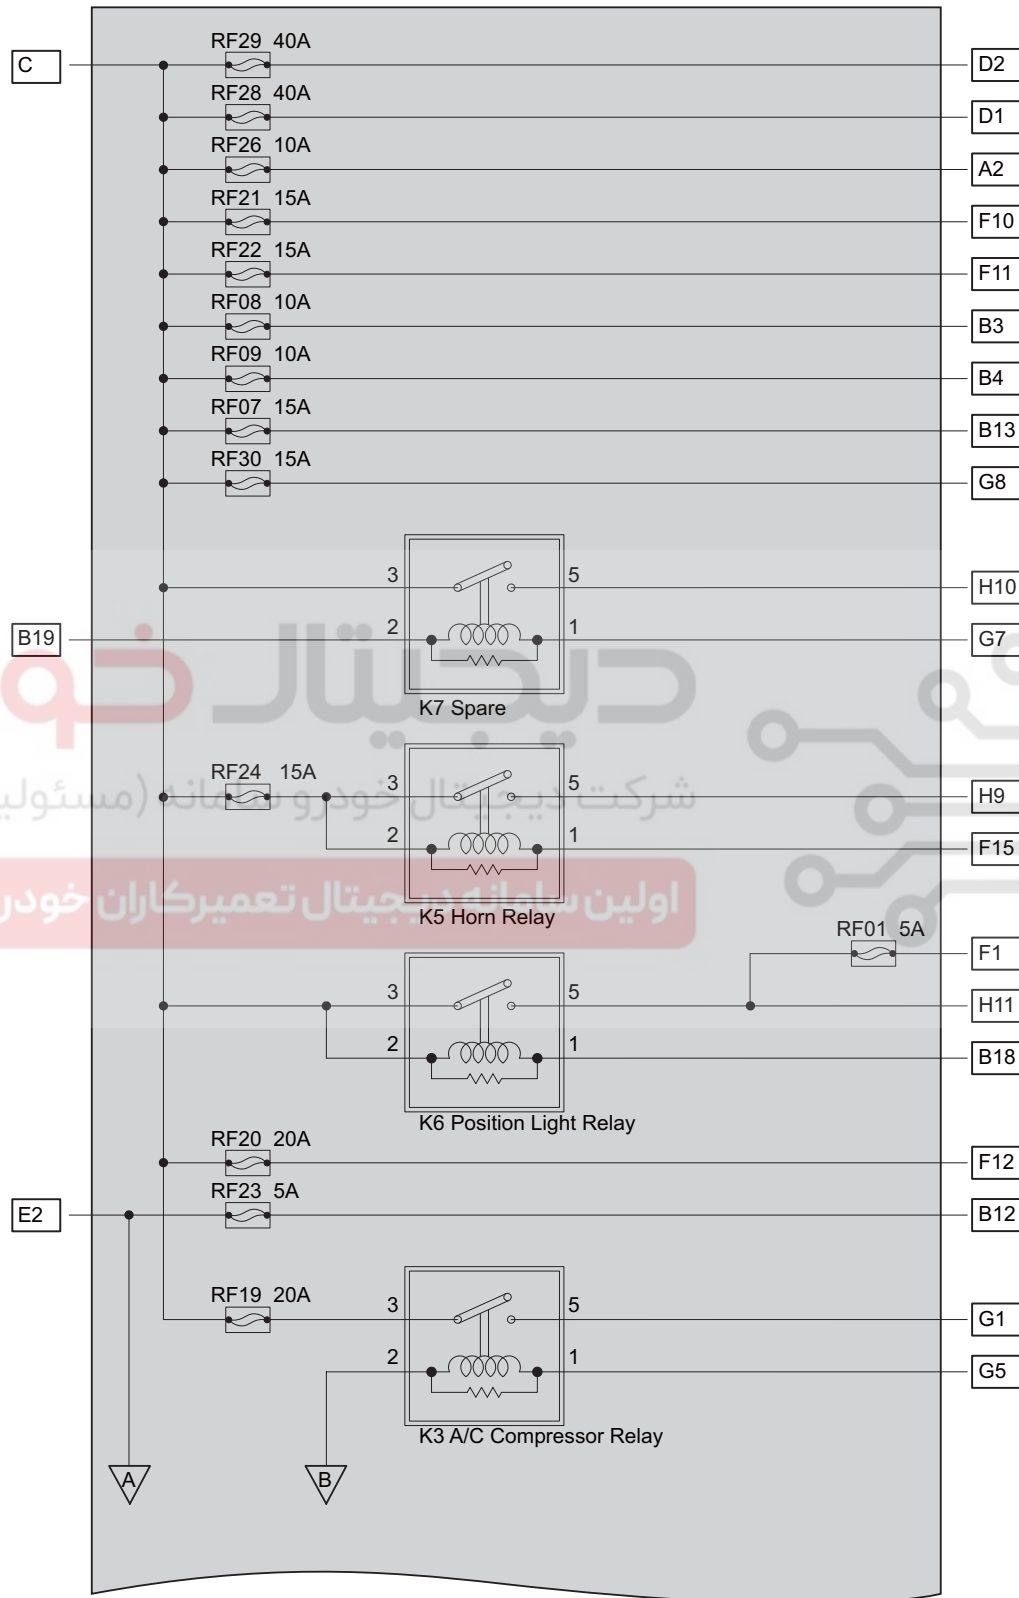 RF29 40A
C
D2
RF28 40A
D1
RF26 10A
A2
RF21 15A
F10
RF22 15A
F11
RF08 10A
B3
RF09 10A
B4
RF07 15A
B13
RF30 15A
G8
3 5
H10
B19
2 1
G7
دیجیتال خو
K7 Spare
RF24 15A
3 5
شرکت دیجیتال خودرو سامانه (مسئولی
H9
2 1
F15
اولین سامانه دیجیتال تعمیرکاران خودر
K5 Horn Relay
RF01 5A
F1
3 5
H11
2 1
B18
K6 Position Light Relay
RF20 20A
F12
RF23 5A
E2
B12
RF19 20A
3 5
G1
2 1
G5
K3 A/C Compressor Relay
A
B